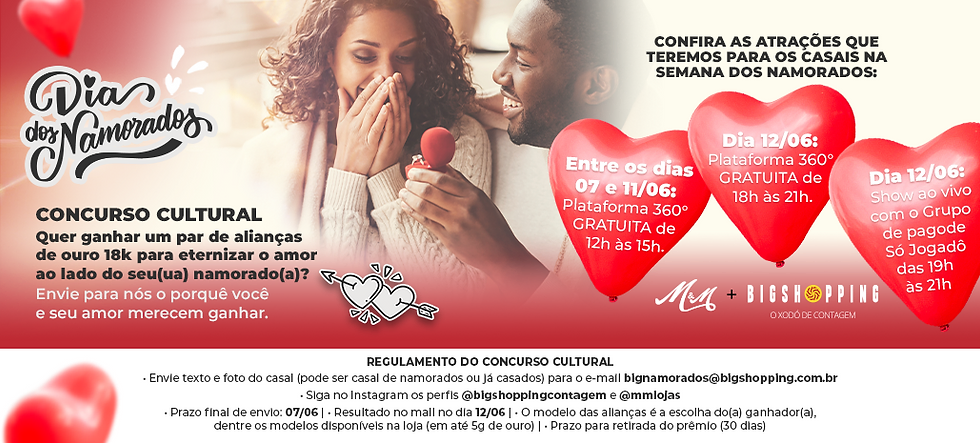 Dia
dos Namorados
CONCURSO CULTURAL
Quer ganhar um par de alianças
de ouro 18k para eternizar o amor
ao lado do seu(ua) namorado(a)?
Envie para nós o porquê você
e seu amor merecem ganhar.
CONFIRA AS ATRAÇÕES QUE
TEREMOS PARA OS CASAIS NA
SEMANA DOS NAMORADOS:
Entre os dias
07 e 11/06:
Plataforma 360°
GRATUITA de
12h às 15h.
Dia 12/06:
Plataforma 360°
GRATUITA de
18h às 21h.
Dia 12/06:
Show ao vivo
com o Grupo
de pagode
Só Jogadô
das 19h
às 21h
M&M + BIGSHOPPING
O XODÓ DE CONTAGEM
REGULAMENTO DO CONCURSO CULTURAL
• Envie texto e foto do casal (pode ser casal de namorados ou já casados) para o e-mail bignamorados@bigshopping.com.br
• Siga no Instagram os perfis @bigshoppingcontagem e @mmlojas
• Prazo final de envio: 07/06 | • Resultado no mall no dia 12/06 | • O modelo das alianças é a escolha do(a) ganhador(a),
dentre os modelos disponíveis na loja (em até 5g de ouro) | • Prazo para retirada do prêmio (30 dias)